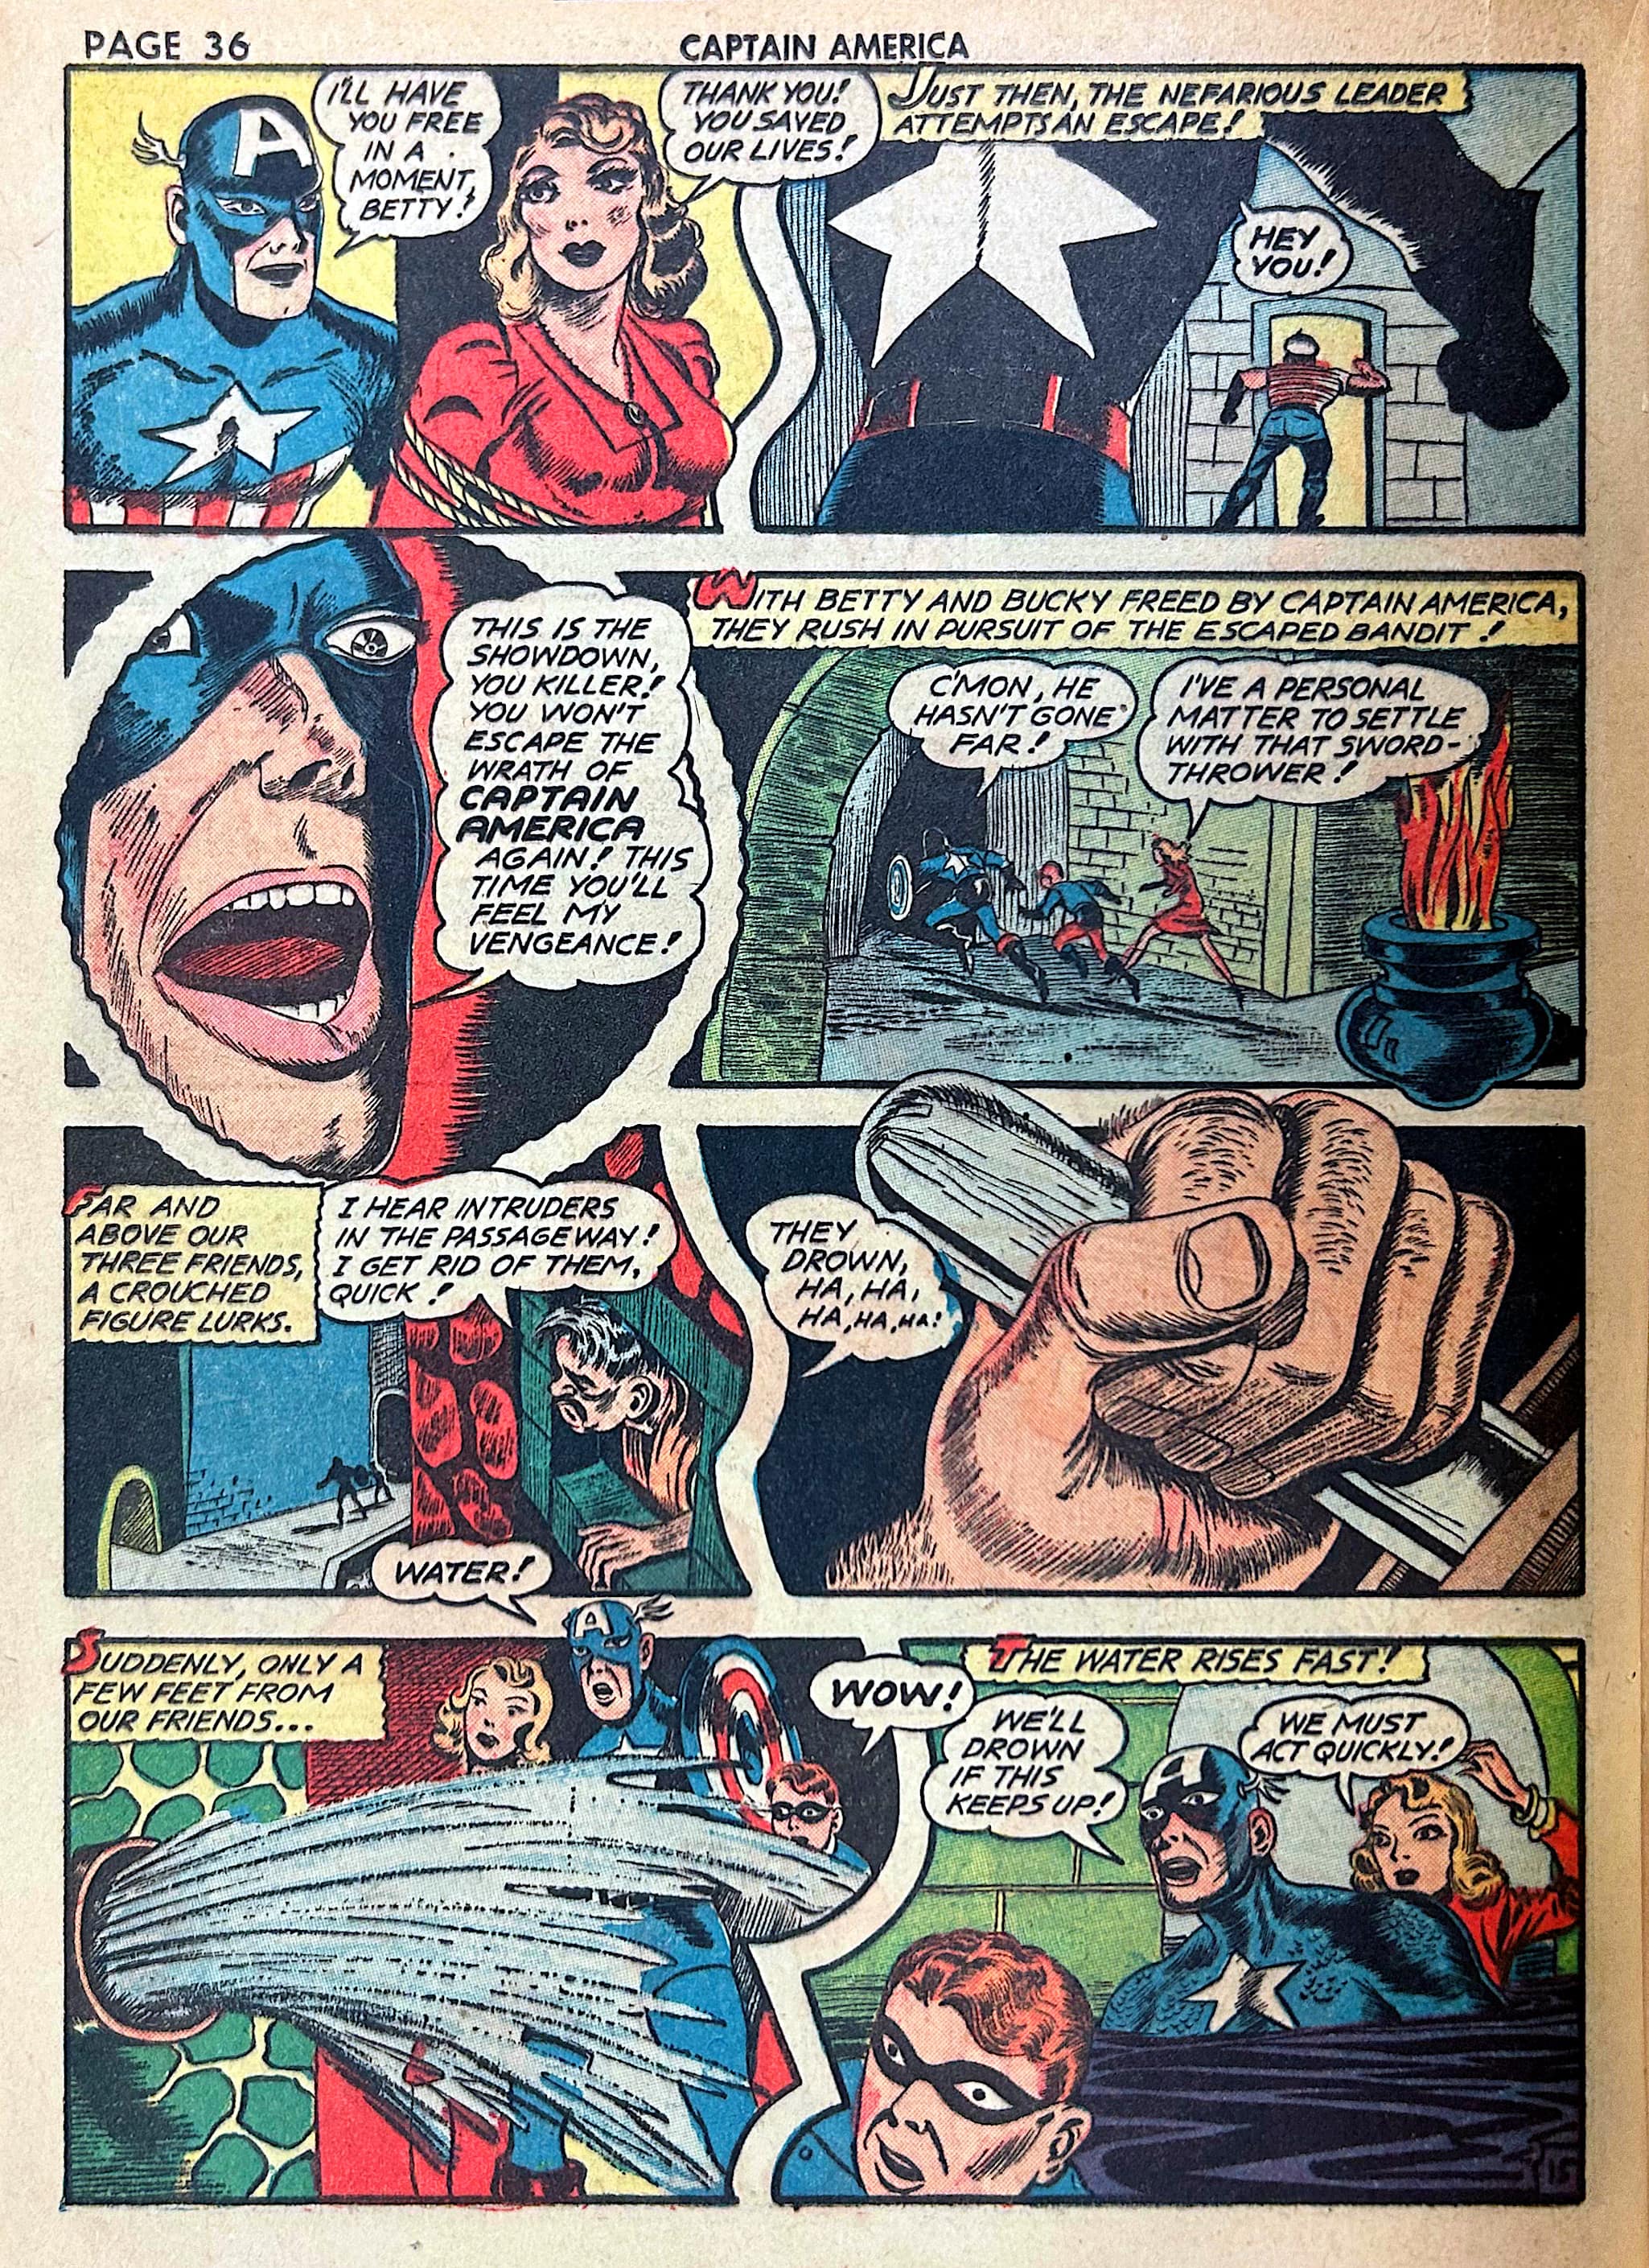 PAGE 36
CAPTAIN AMERICA
I'LL HAVE
YOU FREE
IN A
MOMENT,
BETTY!
THANK YOU!
YOU SAVED
OUR LIVES!
JUST THEN, THE NEFARIOUS LEADER
ATTEMPTS AN ESCAPE!
HEY
YOU!
THIS IS THE
SHOWDOWN,
YOU KILLER!
YOU WON'T
ESCAPE THE
WRATH OF
CAPTAIN
AMERICA
AGAIN! THIS
TIME YOU'LL
FEEL MY
VENGEANCE!
WITH BETTY AND BUCKY FREED BY CAPTAIN AMERICA,
THEY RUSH IN PURSUIT OF THE ESCAPED BANDIT!
C'MON, HE
HASN'T GONE
FAR!
I'VE A PERSONAL
MATTER TO SETTLE
WITH THAT SWORD-
THROWER!
FAR AND
ABOVE OUR
THREE FRIENDS,
A CROUCHED
FIGURE LURKS.
I HEAR INTRUDERS
IN THE PASSAGEWAY!
I GET RID OF THEM,
QUICK!
THEY
DROWN,
HA, HA,
HA, HA, HA!
SUDDENLY, ONLY A
FEW FEET FROM
OUR FRIENDS...
WATER!
WOW!
THE WATER RISES FAST!
WE'LL
DROWN
IF THIS
KEEPS UP!
WE MUST
ACT QUICKLY!
A
A
15